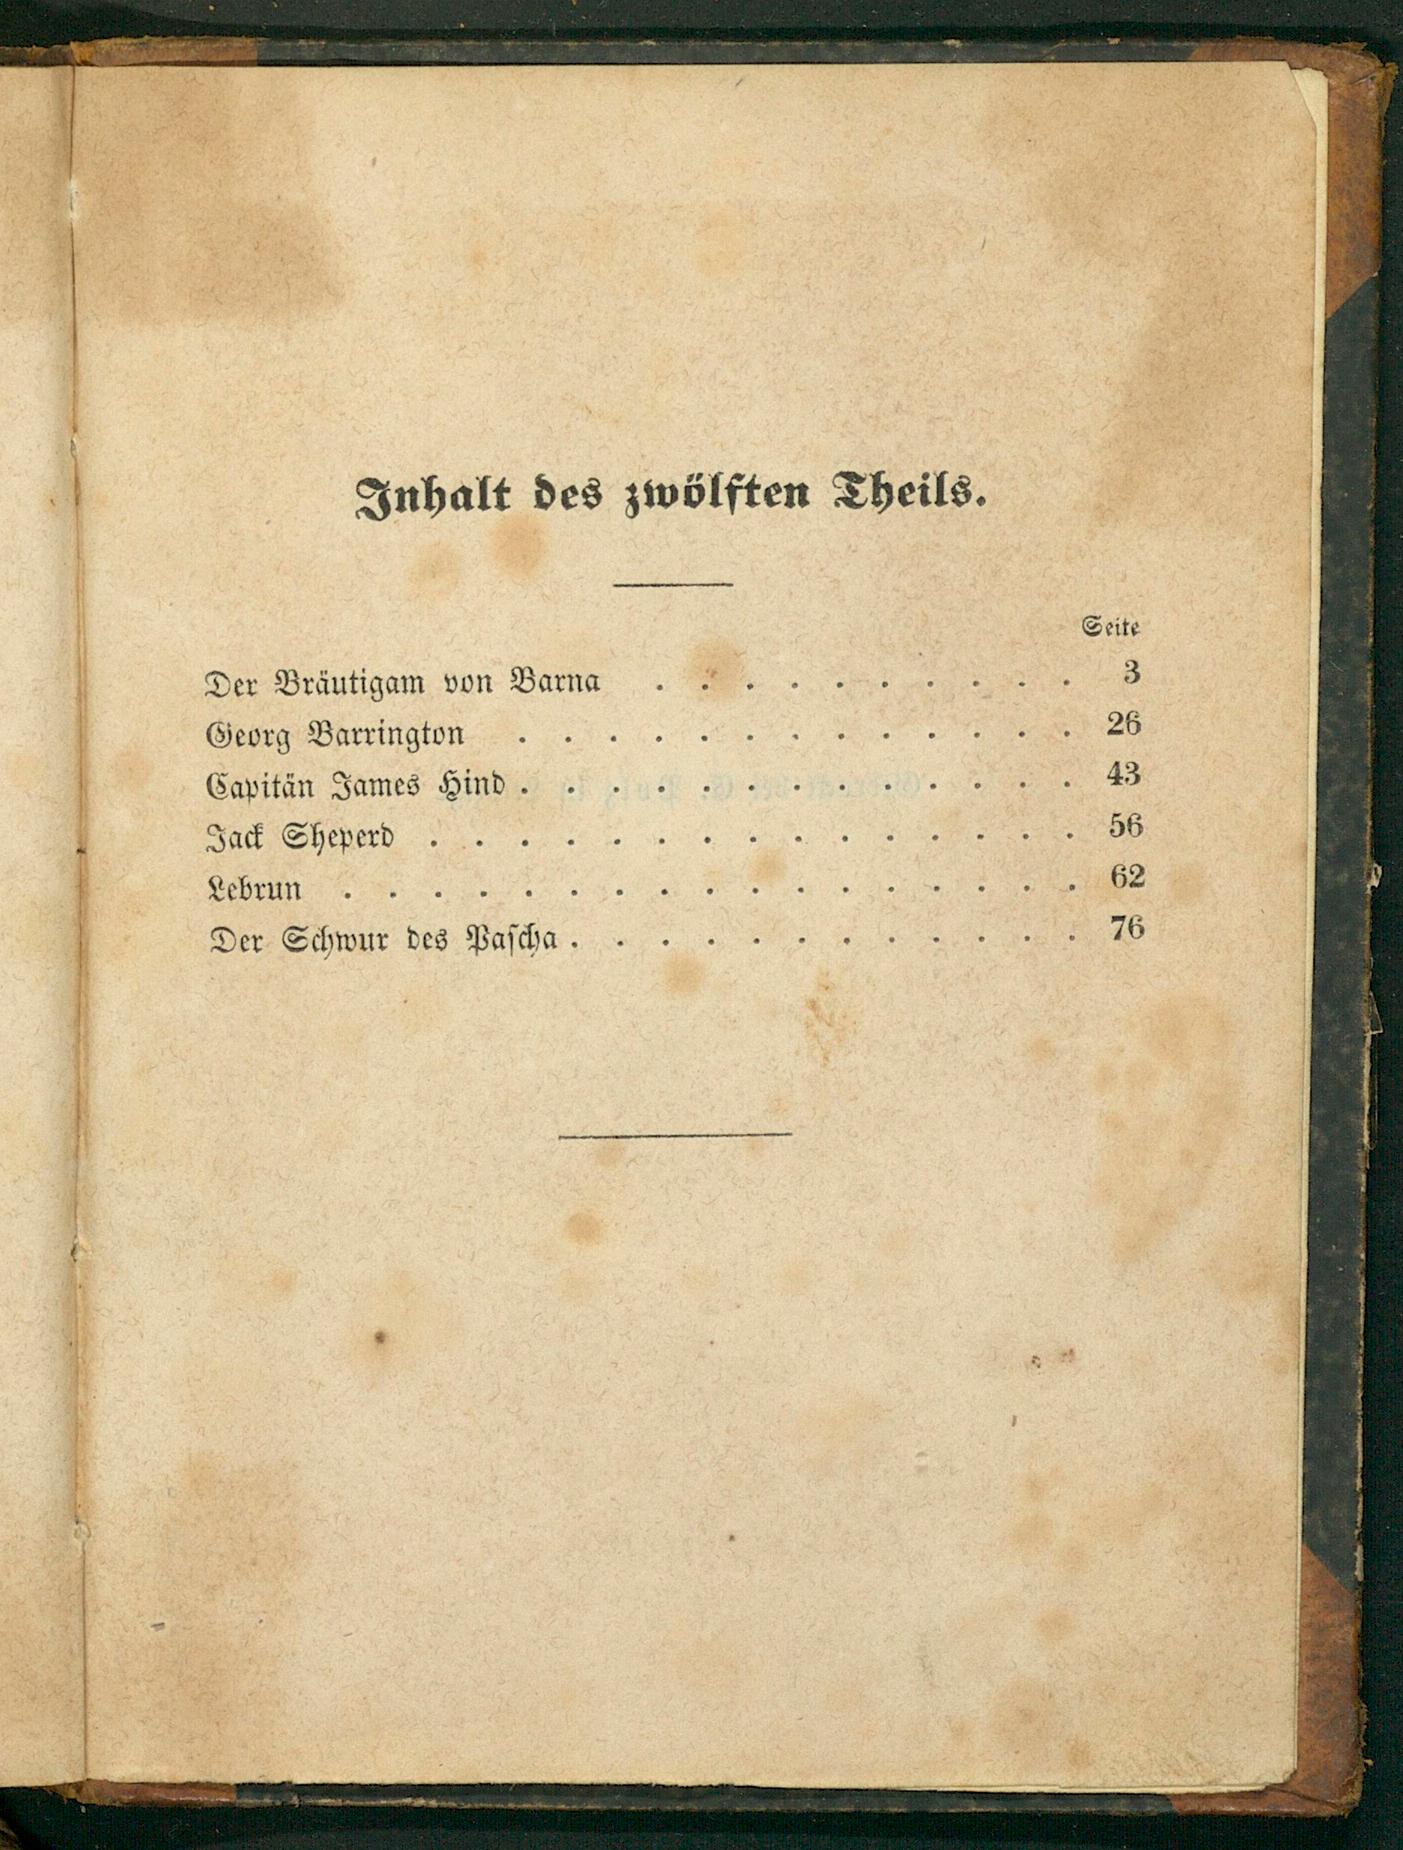 Inhalt des zwölften Theils.
Seite
Der Bräutigam von Barna . . . . . . . . . . 3
Georg Barrington . . . . . . . . . . . . . 26
Capitän James Hind . . . . . . . . . . . . . 43
Jack Sheperd . . . . . . . . . . . . . . . 56
Lebrun . . . . . . . . . . . . . . . . . 62
Der Schwur des Pascha . . . . . . . . . . . . 76